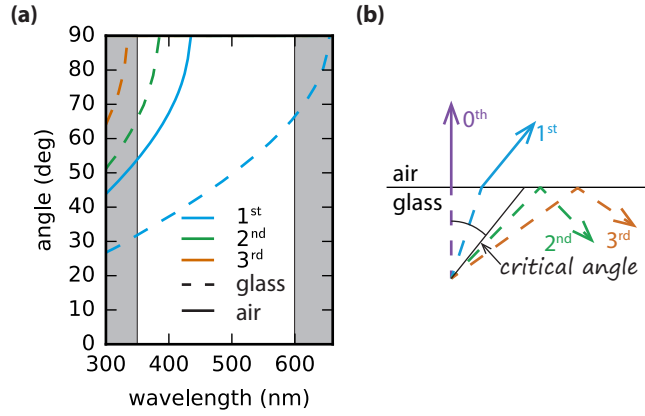 (a)
90
80
70
60
50
40
30
20
10
0
angle (deg)
1st
2nd
3rd
glass
air
300 400 500 600
wavelength (nm)
(b)
0th
1st
air
glass
2nd
3rd
critical angle